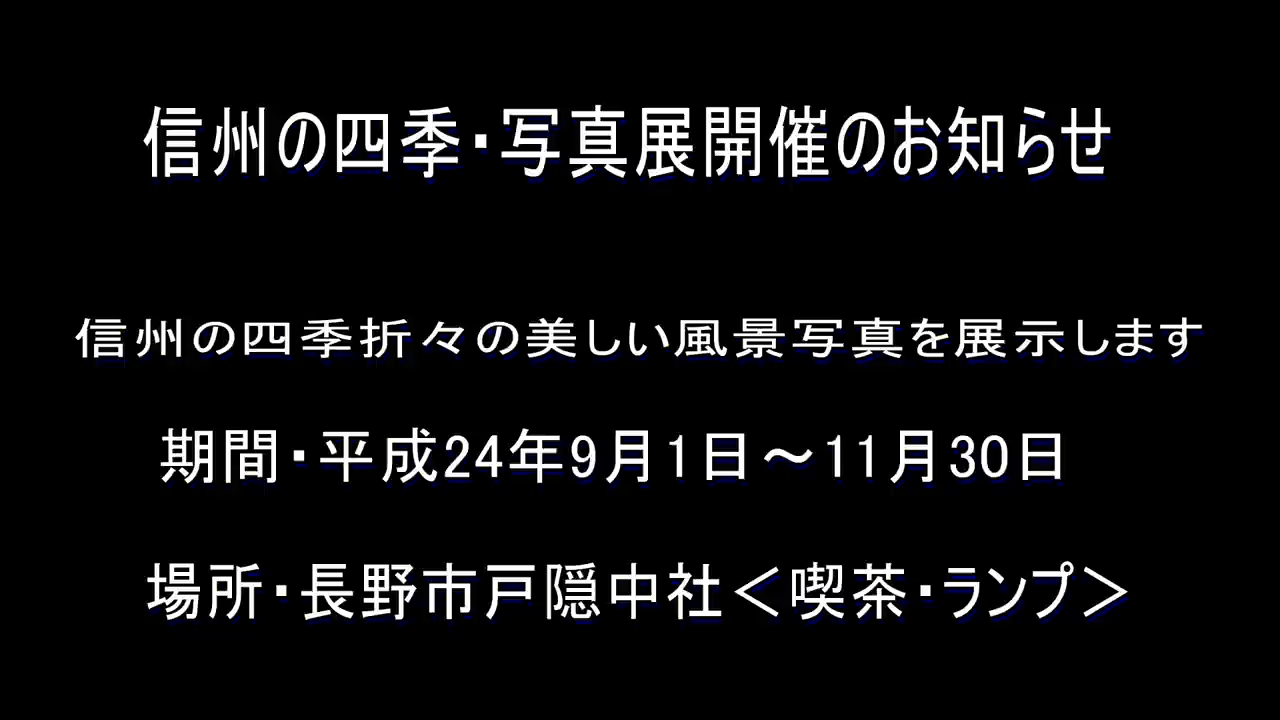 信州の四季・写真展開催のお知らせ
信州の四季折々の美しい風景写真を展示します
期間・平成24年9月1日～11月30日
場所・長野市戸隠中社＜喫茶・ランプ＞